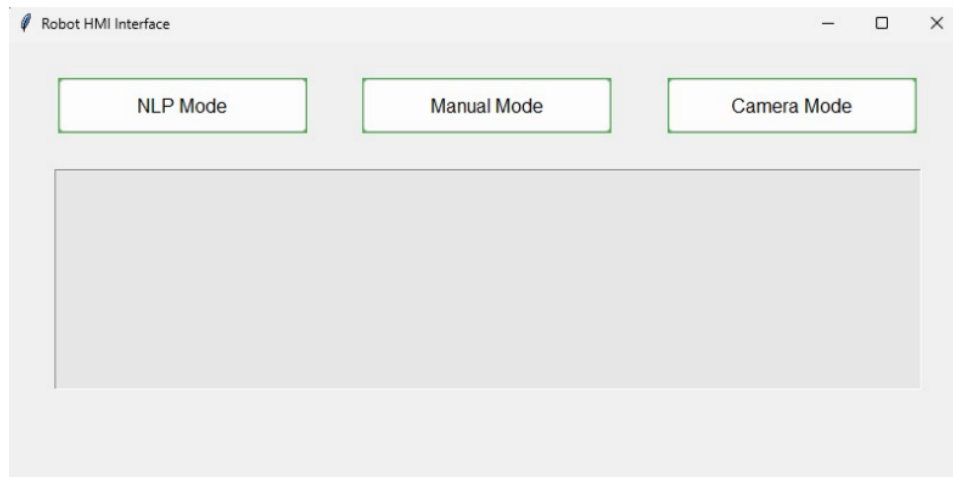 Robot HMI Interface
NLP Mode
Manual Mode
Camera Mode